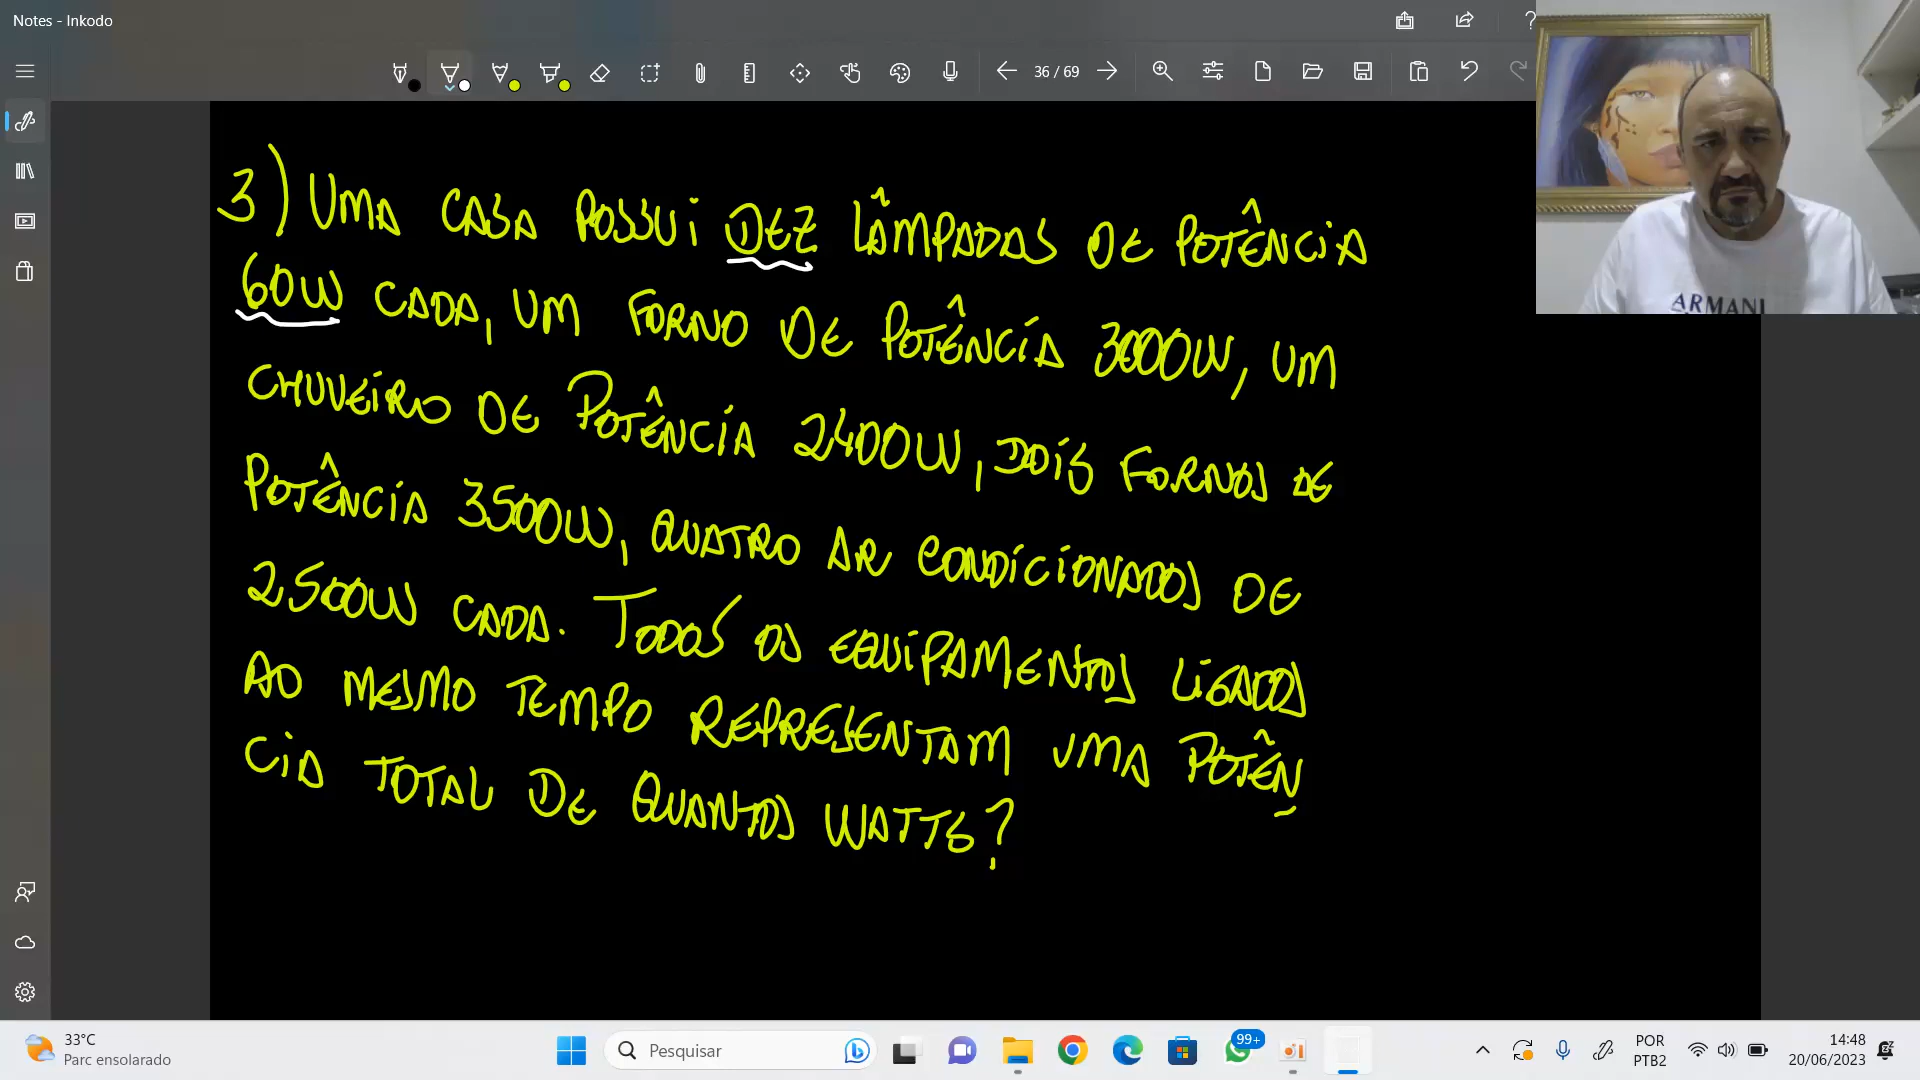 Notes - Inkodo
36 / 69
3) UMA CASA POSSUI DEZ LÂMPADAS DE POTÊNCIA
60W CADA, UM FORNO DE POTÊNCIA 3000W, UM
CHUVEIRO DE POTÊNCIA 2400W, DOIS FORNOS DE
POTÊNCIA 3500W, QUATRO AR CONDICIONADOS DE
2500W CADA. TODOS OS EQUIPAMENTOS LIGADOS
AO MESMO TEMPO REPRESENTAM UMA POTÊN
CIA TOTAL DE QUANTOS WATTS?
ARMANI
33°C
Parc ensolarado
Pesquisar
99+
POR
PTB2
14:48
20/06/2023